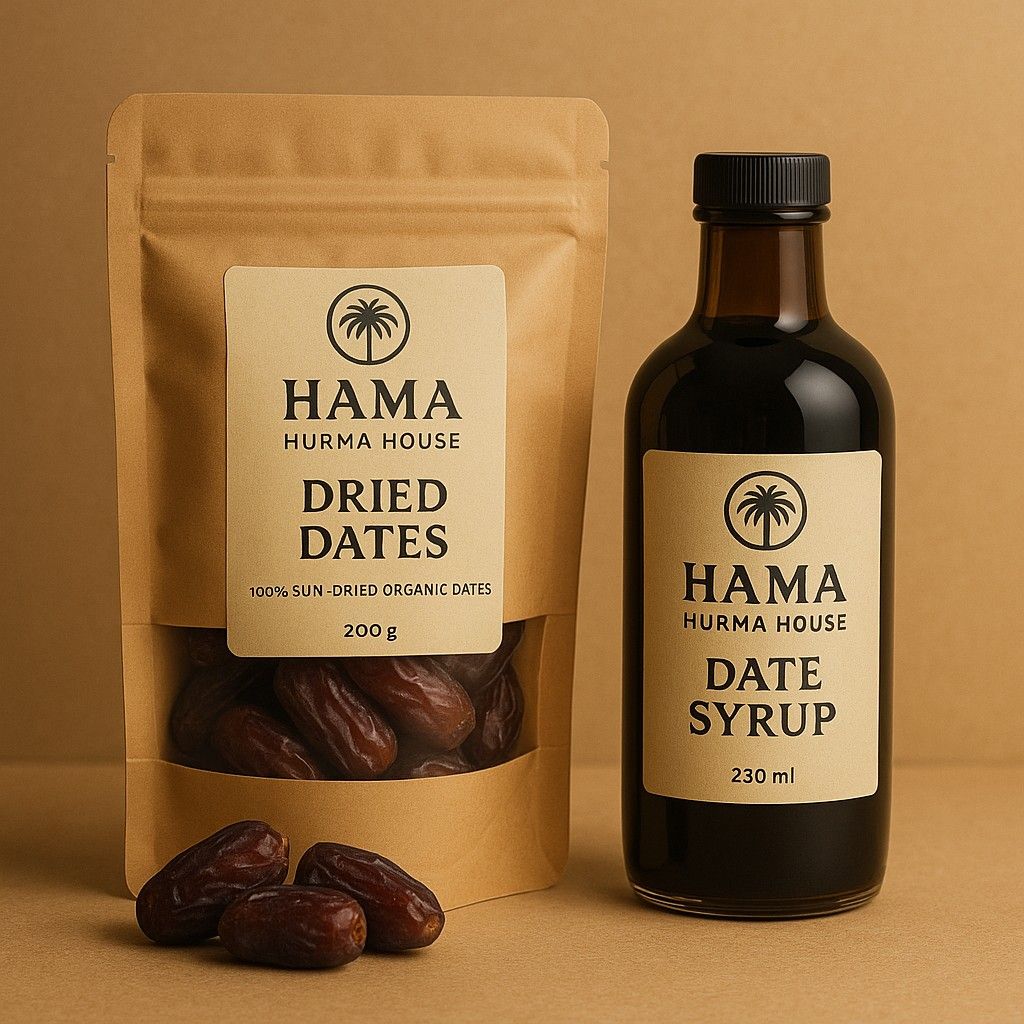 HAMA
HURMA HOUSE
DRIED
DATES
100% SUN -DRIED ORGANIC DATES
200 g
HAMA
HURMA HOUSE
DATE
SYRUP
230 ml